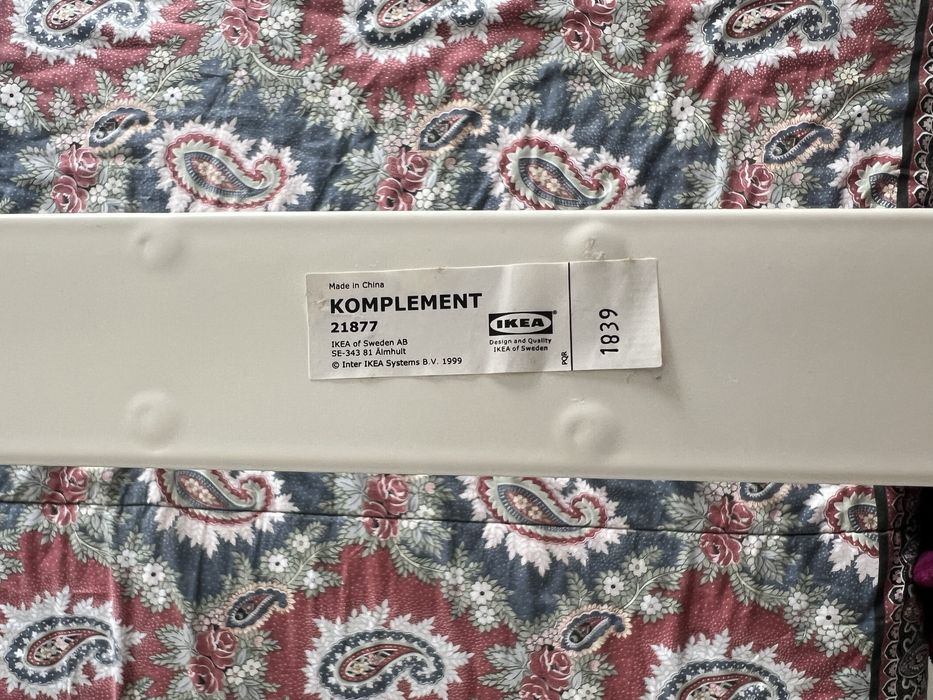 Made in China
KOMPLEMENT
21877
IKEA of Sweden AB
SE-343 81 Älmhult
© Inter IKEA Systems B.V. 1999
IKEA®
Design and Quality
IKEA of Sweden
PQR
1839